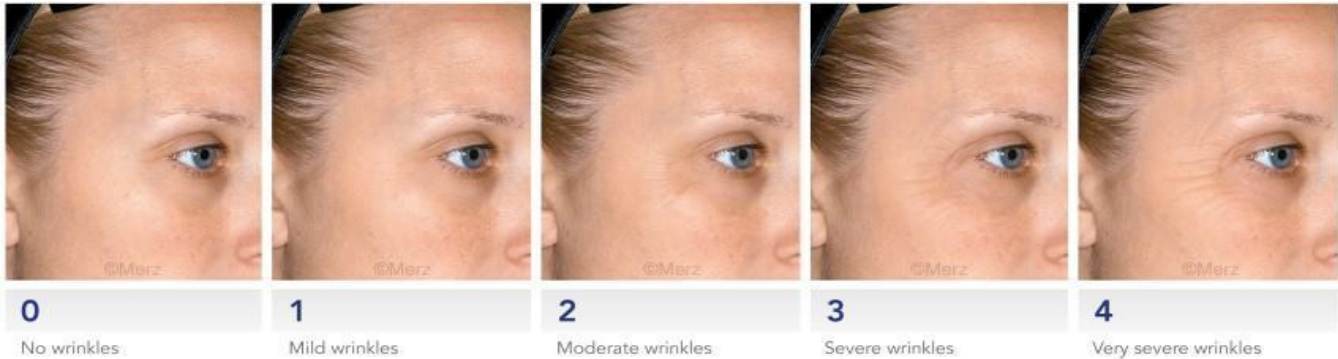 ©Merz
©Merz
©Merz
©Merz
©Merz
0
1
2
3
4
No wrinkles
Mild wrinkles
Moderate wrinkles
Severe wrinkles
Very severe wrinkles